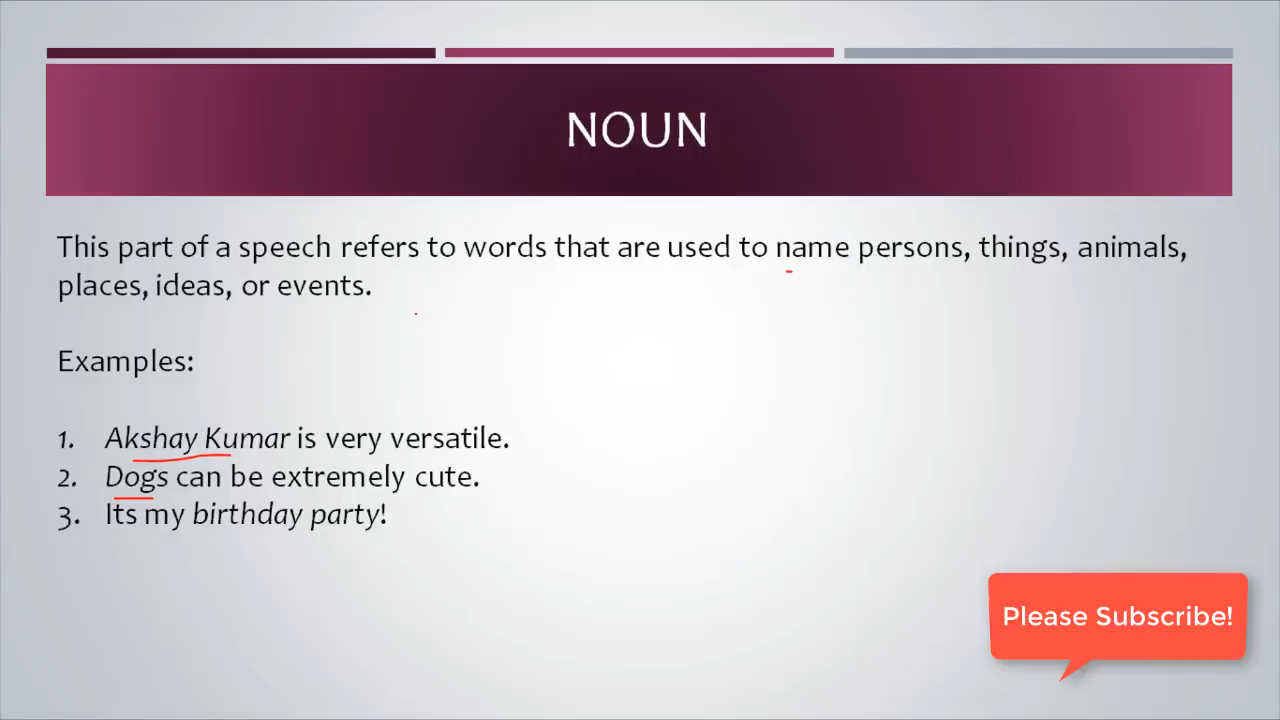 NOUN
This part of a speech refers to words that are used to name persons, things, animals,
places, ideas, or events.
Examples:
1. Akshay Kumar is very versatile.
2. Dogs can be extremely cute.
3. Its my birthday party!
Please Subscribe!